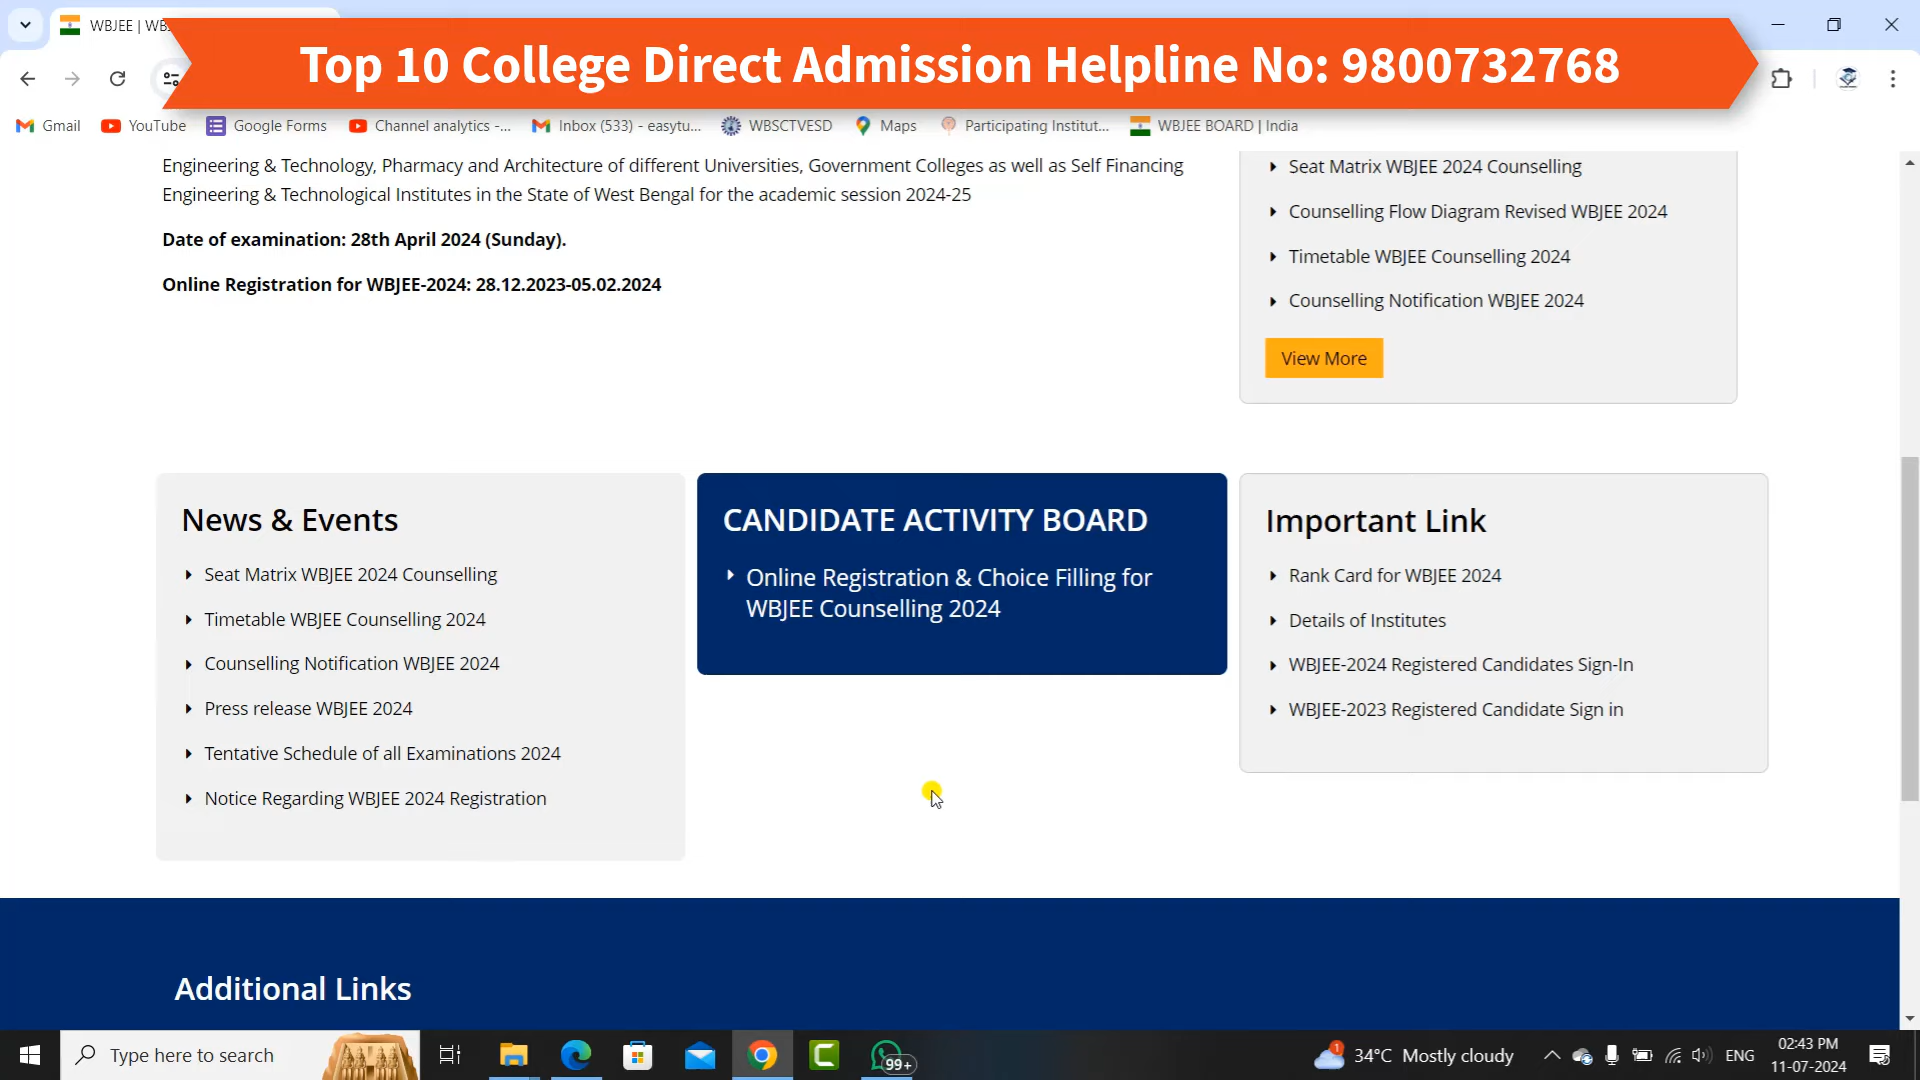 WBJEE | WB
Top 10 College Direct Admission Helpline No: 9800732768
Gmail
YouTube
Google Forms
Channel analytics -...
Inbox (533) - easytu...
WBSCTVESD
Maps
Participating Institut...
WBJEE BOARD | India
Engineering & Technology, Pharmacy and Architecture of different Universities, Government Colleges as well as Self Financing
Engineering & Technological Institutes in the State of West Bengal for the academic session 2024-25
Date of examination: 28th April 2024 (Sunday).
Online Registration for WBJEE-2024: 28.12.2023-05.02.2024
Seat Matrix WBJEE 2024 Counselling
Counselling Flow Diagram Revised WBJEE 2024
Timetable WBJEE Counselling 2024
Counselling Notification WBJEE 2024
View More
News & Events
Seat Matrix WBJEE 2024 Counselling
Timetable WBJEE Counselling 2024
Counselling Notification WBJEE 2024
Press release WBJEE 2024
Tentative Schedule of all Examinations 2024
Notice Regarding WBJEE 2024 Registration
CANDIDATE ACTIVITY BOARD
Online Registration & Choice Filling for
WBJEE Counselling 2024
Important Link
Rank Card for WBJEE 2024
Details of Institutes
WBJEE-2024 Registered Candidates Sign-In
WBJEE-2023 Registered Candidate Sign in
Additional Links
Type here to search
99+
1
34°C Mostly cloudy
ENG
02:43 PM
11-07-2024